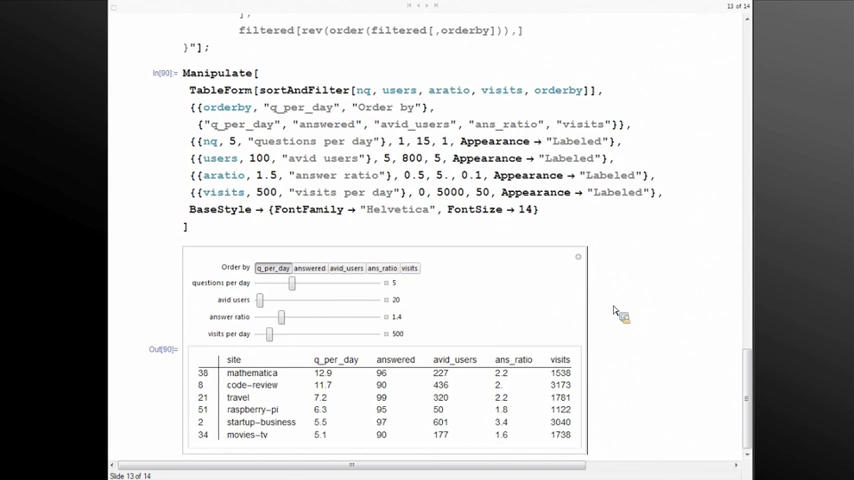 13 of 14
];
filtered[rev(order(filtered[,orderby])),]
}"];
In[90]:= Manipulate[
TableForm[sortAndFilter[nq, users, aratio, visits, orderby]],
{{orderby, "q_per_day", "Order by"},
{"q_per_day", "answered", "avid_users", "ans_ratio", "visits"}},
{{nq, 5, "questions per day"}, 1, 15, 1, Appearance → "Labeled"},
{{users, 100, "avid users"}, 5, 800, 5, Appearance → "Labeled"},
{{aratio, 1.5, "answer ratio"}, 0.5, 5., 0.1, Appearance → "Labeled"},
{{visits, 500, "visits per day"}, 0, 5000, 50, Appearance → "Labeled"},
BaseStyle → {FontFamily → "Helvetica", FontSize → 14}
]
Order by q_per_day answered avid_users ans_ratio visits
questions per day 5
avid users 20
answer ratio 1.4
visits per day 500
Out[90]=
site q_per_day answered avid_users ans_ratio visits
38 mathematica 12.9 96 227 2.2 1538
8 code-review 11.7 90 436 2. 3173
21 travel 7.2 99 320 2.2 1781
51 raspberry-pi 6.3 95 50 1.8 1122
2 startup-business 5.5 97 601 3.4 3040
34 movies-tv 5.1 90 177 1.6 1738
Slide 13 of 14